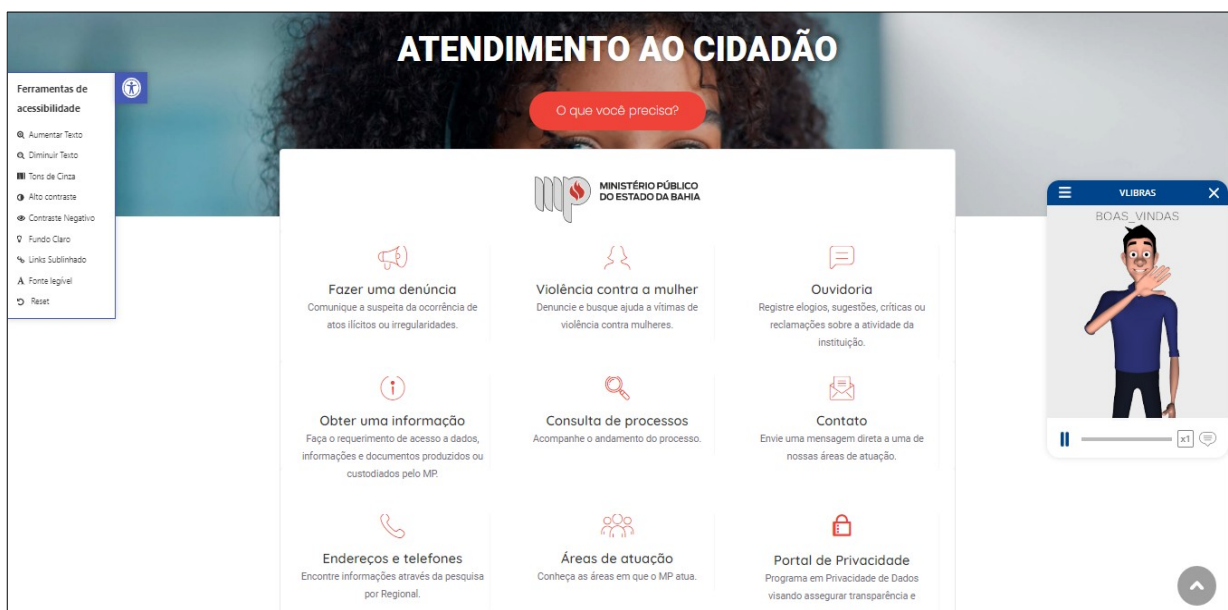 ATENDIMENTO AO CIDADÃO
O que você precisa?
Ferramentas de
acessibilidade
Aumentar Texto
Diminuir Texto
Tons de Cinza
Alto contraste
Contraste Negativo
Fundo Claro
Links Sublinhado
Fonte legível
Reset
mp
MINISTÉRIO PÚBLICO
DO ESTADO DA BAHIA
Fazer uma denúncia
Comunique a suspeita da ocorrência de
atos ilícitos ou irregularidades.
Violência contra a mulher
Denuncie e busque ajuda a vítimas de
violência contra mulheres.
Ouvidoria
Registre elogios, sugestões, críticas ou
reclamações sobre a atividade da
instituição.
Obter uma informação
Faça o requerimento de acesso a dados,
informações e documentos produzidos ou
custodiados pelo MP.
Consulta de processos
Acompanhe o andamento do processo.
Contato
Envie uma mensagem direta a uma de
nossas áreas de atuação.
Endereços e telefones
Encontre informações através da pesquisa
por Regional.
Áreas de atuação
Conheça as áreas em que o MP atua.
Portal de Privacidade
Programa em Privacidade de Dados
visando assegurar transparência e
VLIBRAS
BOAS_VINDAS
x1